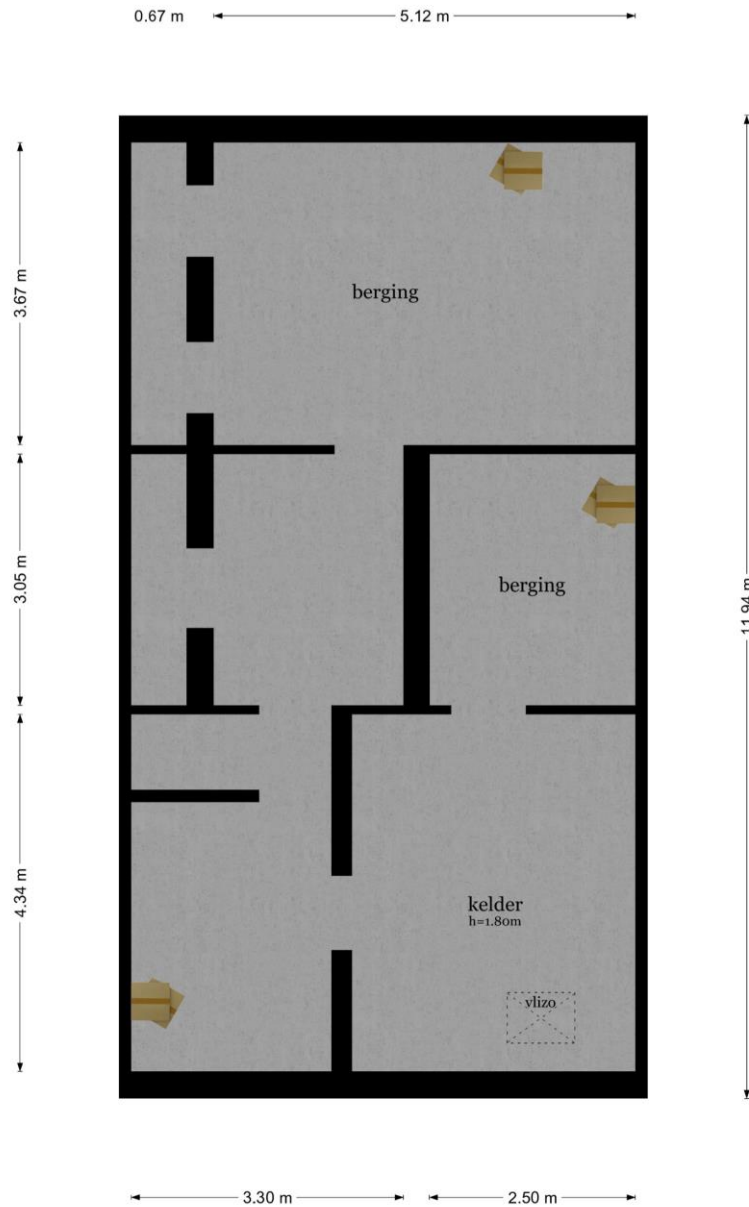 0.67 m
5.12 m
3.67 m
berging
3.05 m
berging
11.94 m
4.34 m
kelder
h=1.80m
vlizo
3.30 m
2.50 m